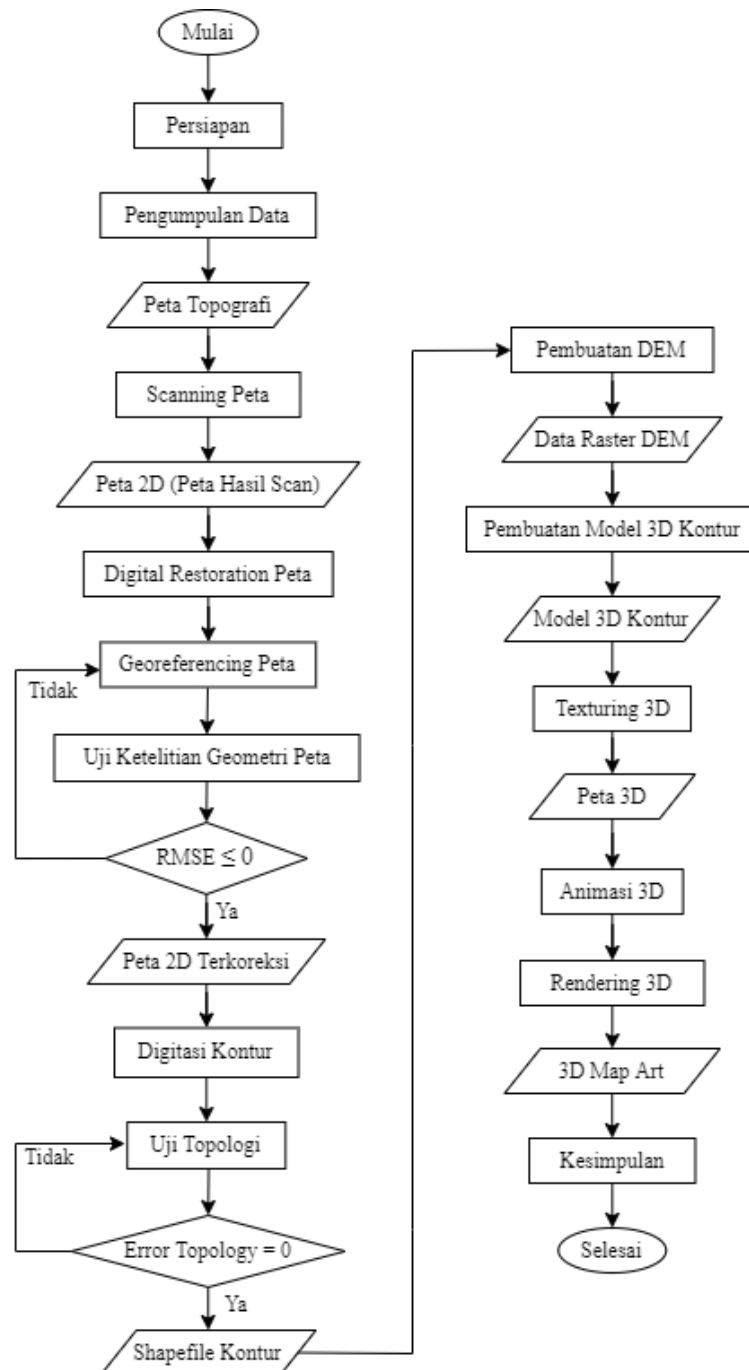 Mulai
Persiapan
Pengumpulan Data
Peta Topografi
Scanning Peta
Peta 2D (Peta Hasil Scan)
Digital Restoration Peta
Georeferencing Peta
Tidak
Uji Ketelitian Geometri Peta
RMSE ≤ 0
Ya
Peta 2D Terkoreksi
Digitasi Kontur
Uji Topologi
Tidak
Error Topology = 0
Ya
Shapefile Kontur
Pembuatan DEM
Data Raster DEM
Pembuatan Model 3D Kontur
Model 3D Kontur
Texturing 3D
Peta 3D
Animasi 3D
Rendering 3D
3D Map Art
Kesimpulan
Selesai